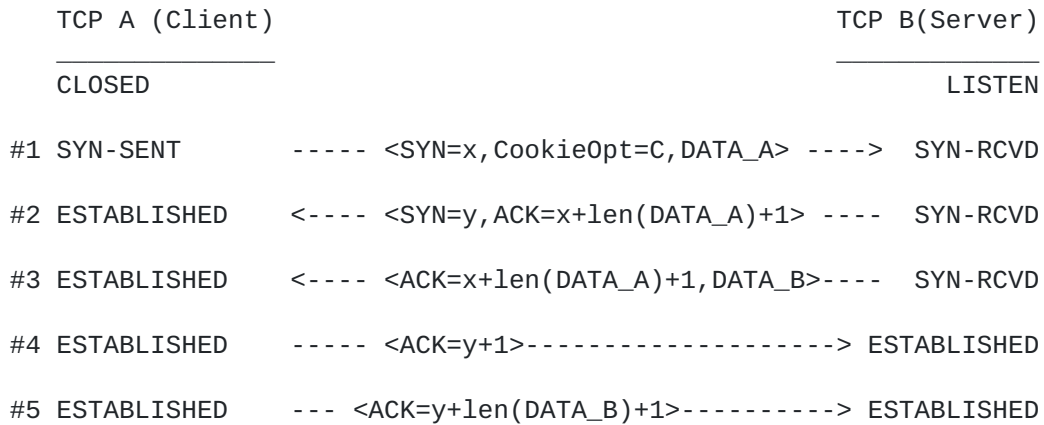 TCP A (Client)                                      TCP B(Server)
______________                                      _____________
CLOSED                                                     LISTEN
#1 SYN-SENT       ----- <SYN=x,CookieOpt=C,DATA_A> ---->  SYN-RCVD
#2 ESTABLISHED    <---- <SYN=y,ACK=x+len(DATA_A)+1> ----  SYN-RCVD
#3 ESTABLISHED    <---- <ACK=x+len(DATA_A)+1,DATA_B>----  SYN-RCVD
#4 ESTABLISHED    ----- <ACK=y+1>--------------------> ESTABLISHED
#5 ESTABLISHED    --- <ACK=y+len(DATA_B)+1>----------> ESTABLISHED